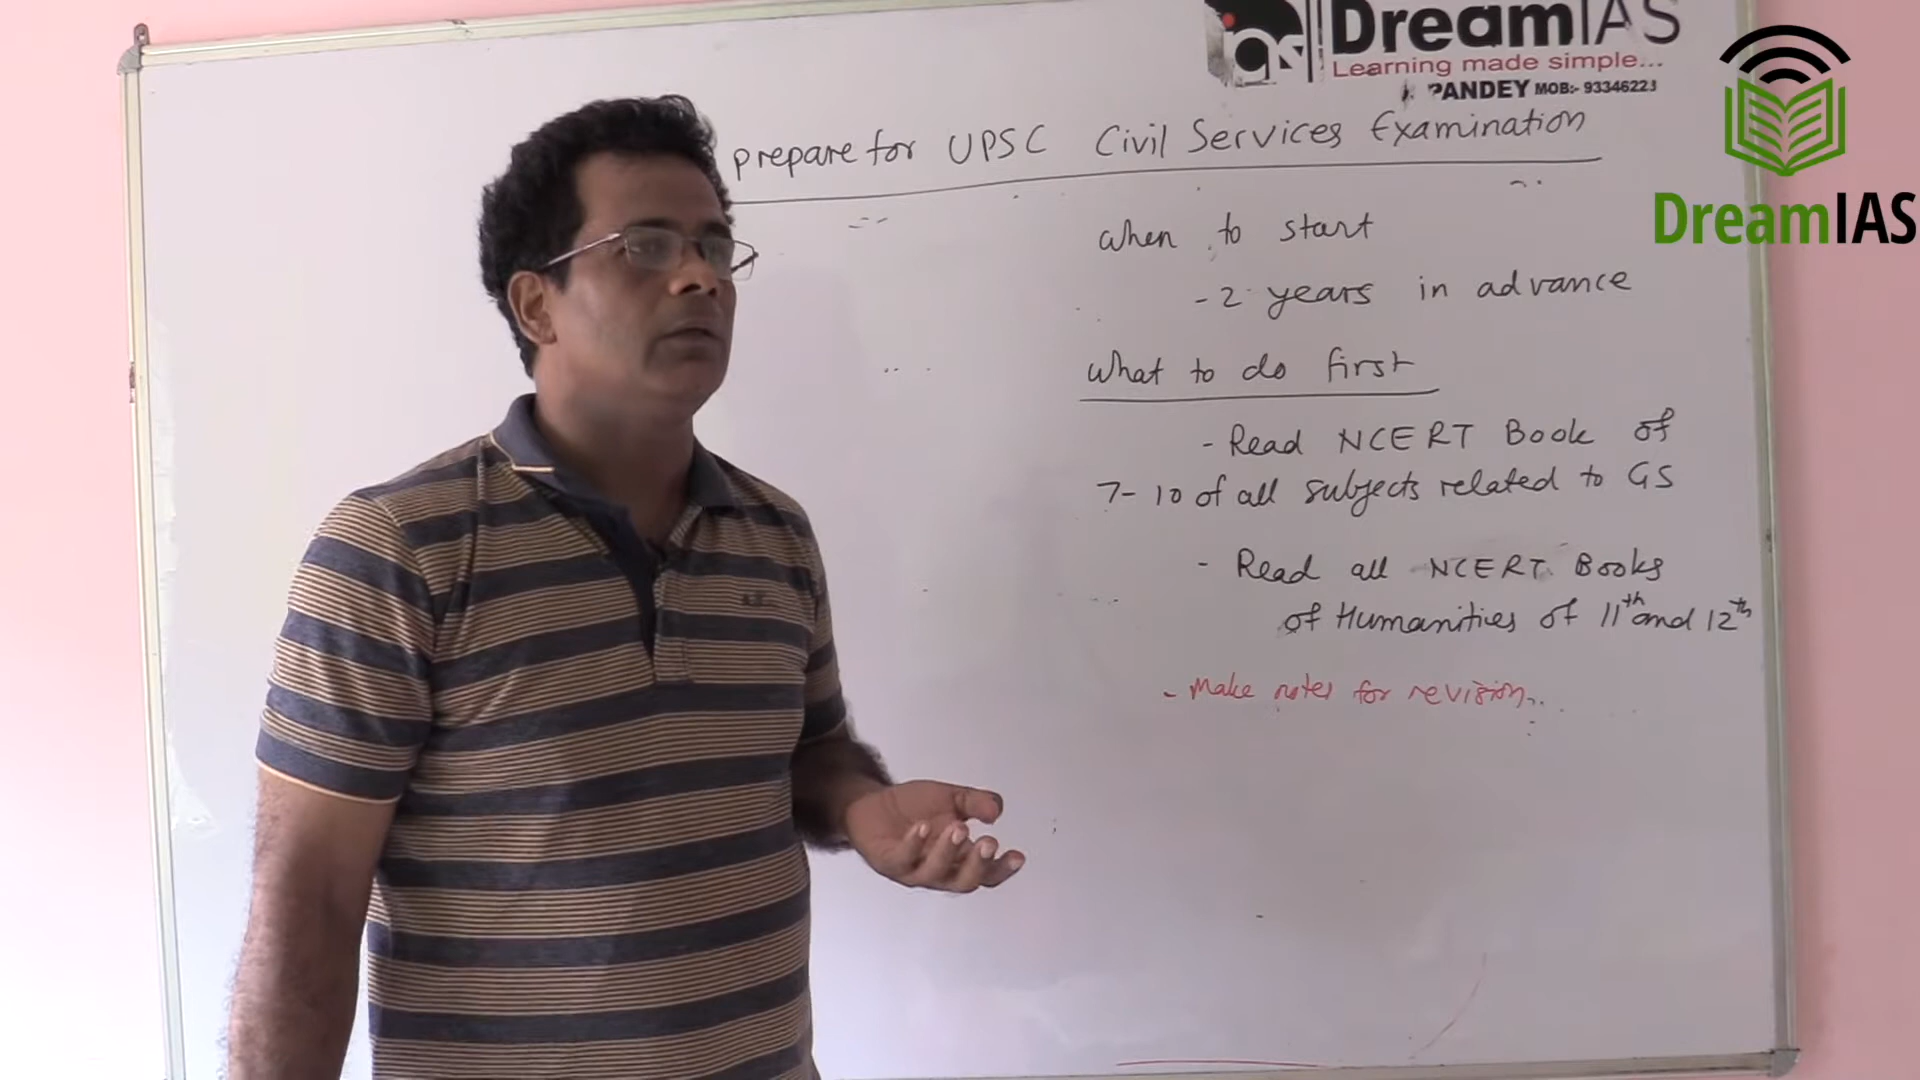 DreamIAS
Learning made simple...
PANDEY MOB:- 9334622
DreamIAS
prepare for UPSC Civil Services Examination
when to start
- 2 years in advance
What to do first
- Read NCERT Book of
7-10 of all subjects related to GS
- Read all NCERT Books
of Humanities of 11th and 12th
- Make notes for revision..